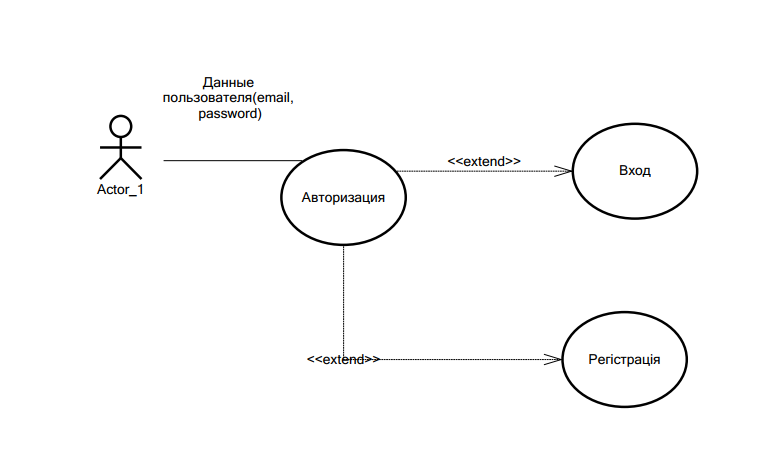 Данные
пользователя(email,
password)
Actor_1
Авторизация
<<extend>>
Вход
<<extend>>
Регістрація